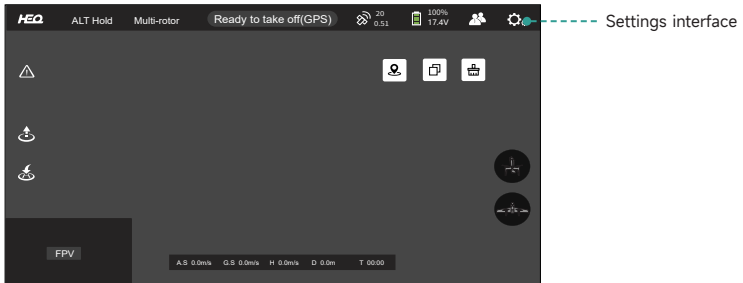 HEQ ALT Hold Multi-rotor Ready to take off(GPS) 20 0.51 100% 17.4V Settings interface
FPV
A.S 0.0m/s G.S 0.0m/s H 0.0m/s D 0.0m T 00:00